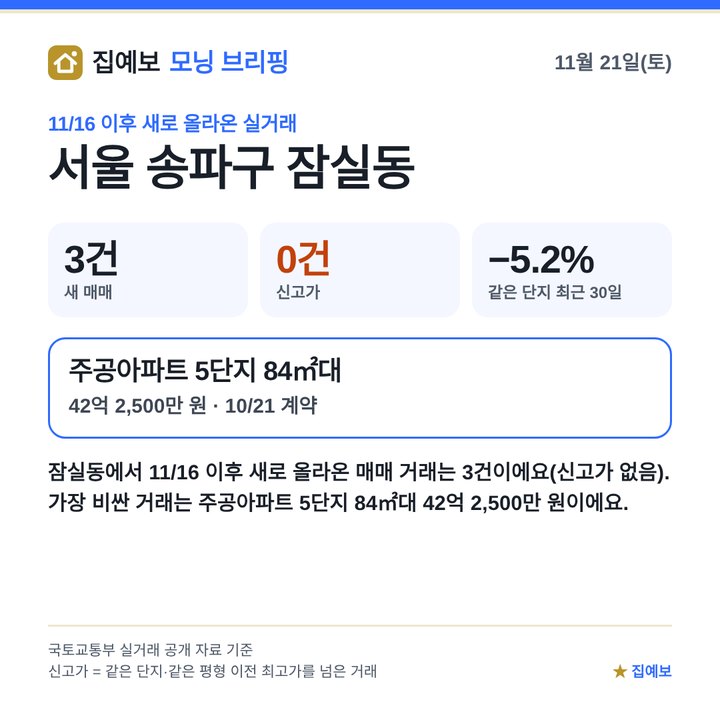 집예보 모닝 브리핑
11월 21일(토)
11/16 이후 새로 올라온 실거래
서울 송파구 잠실동
3건
새 매매
0건
신고가
−5.2%
같은 단지 최근 30일
주공아파트 5단지 84㎡대
42억 2,500만 원 · 10/21 계약
잠실동에서 11/16 이후 새로 올라온 매매 거래는 3건이에요(신고가 없음).
가장 비싼 거래는 주공아파트 5단지 84㎡대 42억 2,500만 원이에요.
국토교통부 실거래 공개 자료 기준
신고가 = 같은 단지·같은 평형 이전 최고가를 넘은 거래
★ 집예보